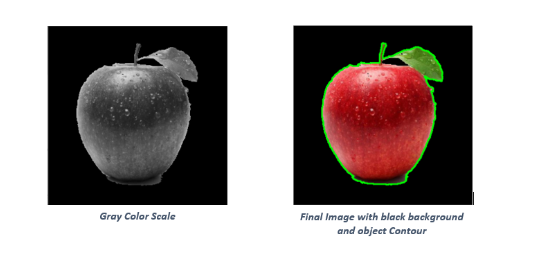 Gray Color Scale
Final Image with black background
and object Contour